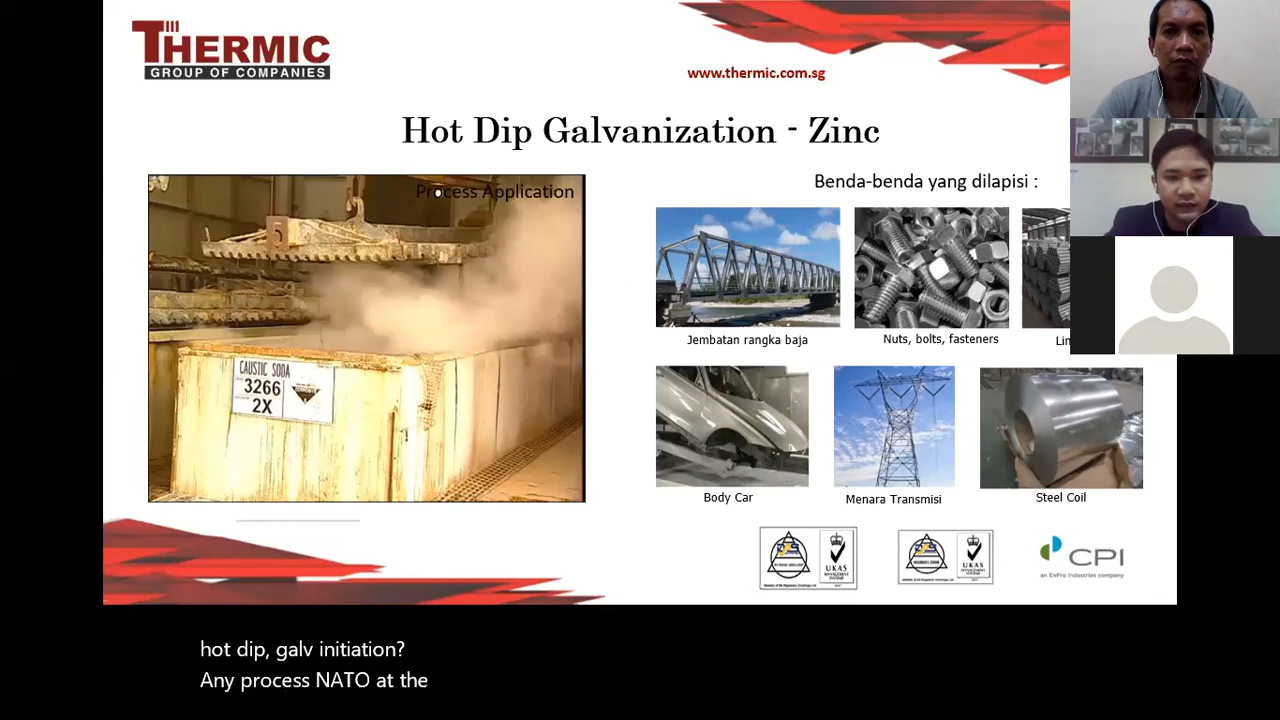 THERMIC
GROUP OF COMPANIES
www.thermic.com.sg
Hot Dip Galvanization - Zinc
Process Application
Benda-benda yang dilapisi :
5
CAUSTIC SODA
3266
2X
Jembatan rangka baja
Nuts, bolts, fasteners
Body Car
Menara Transmisi
Steel Coil
UKAS
MANAGEMENT
SYSTEMS
UKAS
MANAGEMENT
SYSTEMS
CPI
an EnPro Industries company
hot dip, galv initiation?
Any process NATO at the